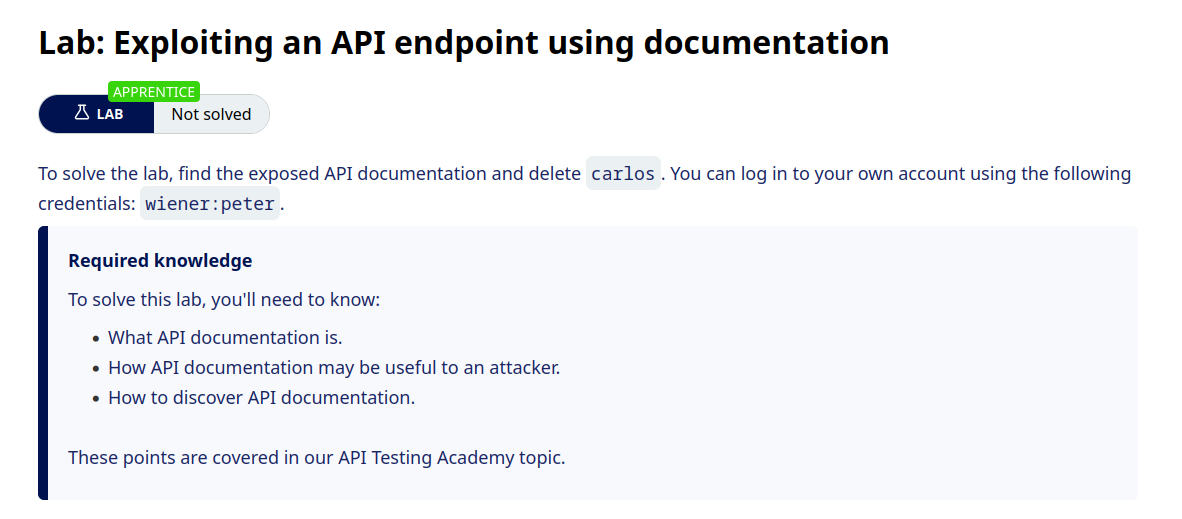 Lab: Exploiting an API endpoint using documentation
APPRENTICE
LAB
Not solved
To solve the lab, find the exposed API documentation and delete carlos. You can log in to your own account using the following
credentials: wiener:peter.
Required knowledge
To solve this lab, you'll need to know:
• What API documentation is.
• How API documentation may be useful to an attacker.
• How to discover API documentation.
These points are covered in our API Testing Academy topic.